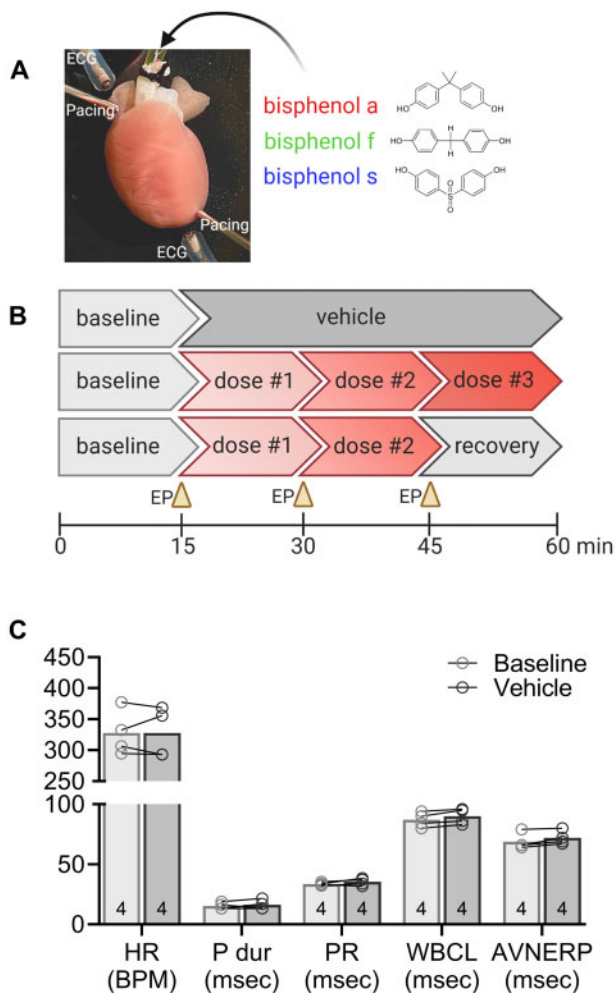 A
ECG
Pacing
Pacing
ECG
bisphenol a
bisphenol f
bisphenol s
HO
OH
HO
H
H
OH
HO
OH
S
O
O
B
baseline
vehicle
baseline
dose #1
dose #2
dose #3
baseline
dose #1
dose #2
recovery
EP
EP
EP
0
15
30
45
60 min
C
450
400
350
300
250
100
50
0
Baseline
Vehicle
4
4
4
4
4
4
4
4
4
4
HR
(BPM)
P dur
(msec)
PR
(msec)
WBCL
(msec)
AVNERP
(msec)